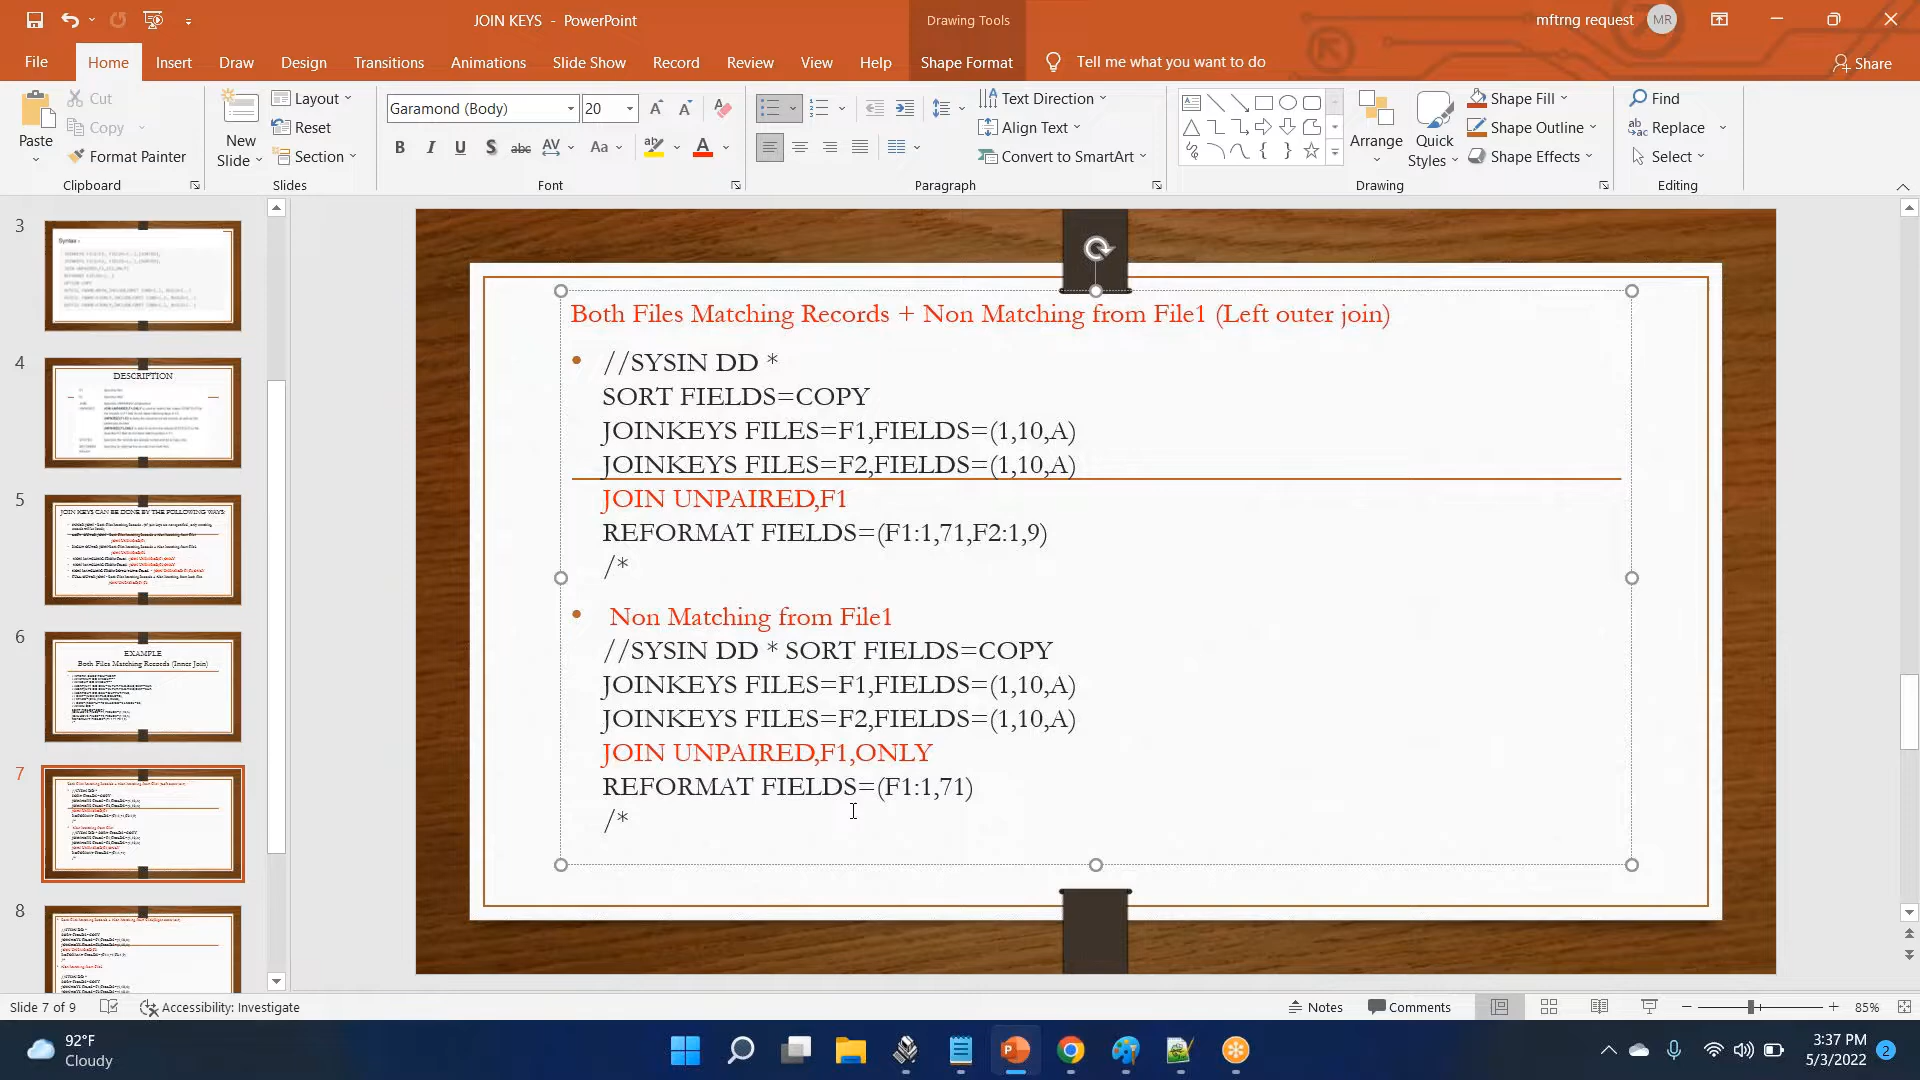 JOIN KEYS - PowerPoint
Drawing Tools
mftrng request
MR
File
Home
Insert
Draw
Design
Transitions
Animations
Slide Show
Record
Review
View
Help
Shape Format
Tell me what you want to do
Share
Paste
Cut
Copy
Format Painter
Clipboard
New Slide
Layout
Reset
Section
Slides
Garamond (Body)
20
Font
Text Direction
Align Text
Convert to SmartArt
Paragraph
Arrange
Quick Styles
Shape Fill
Shape Outline
Shape Effects
Drawing
Find
Replace
Select
Editing
3
Syntax -
4
DESCRIPTION
5
JOIN KEYS CAN BE DONE BY THE FOLLOWING WAYS:
6
EXAMPLE
Both Files Matching Records (Inner Join)
7
8
Both Files Matching Records + Non Matching from File1 (Left outer join)
• //SYSIN DD *
SORT FIELDS=COPY
JOINKEYS FILES=F1,FIELDS=(1,10,A)
JOINKEYS FILES=F2,FIELDS=(1,10,A)
JOIN UNPAIRED,F1
REFORMAT FIELDS=(F1:1,71,F2:1,9)
/*
• Non Matching from File1
//SYSIN DD * SORT FIELDS=COPY
JOINKEYS FILES=F1,FIELDS=(1,10,A)
JOINKEYS FILES=F2,FIELDS=(1,10,A)
JOIN UNPAIRED,F1,ONLY
REFORMAT FIELDS=(F1:1,71)
/*
Slide 7 of 9
Accessibility: Investigate
Notes
Comments
85%
92°F
Cloudy
3:37 PM
5/3/2022
2